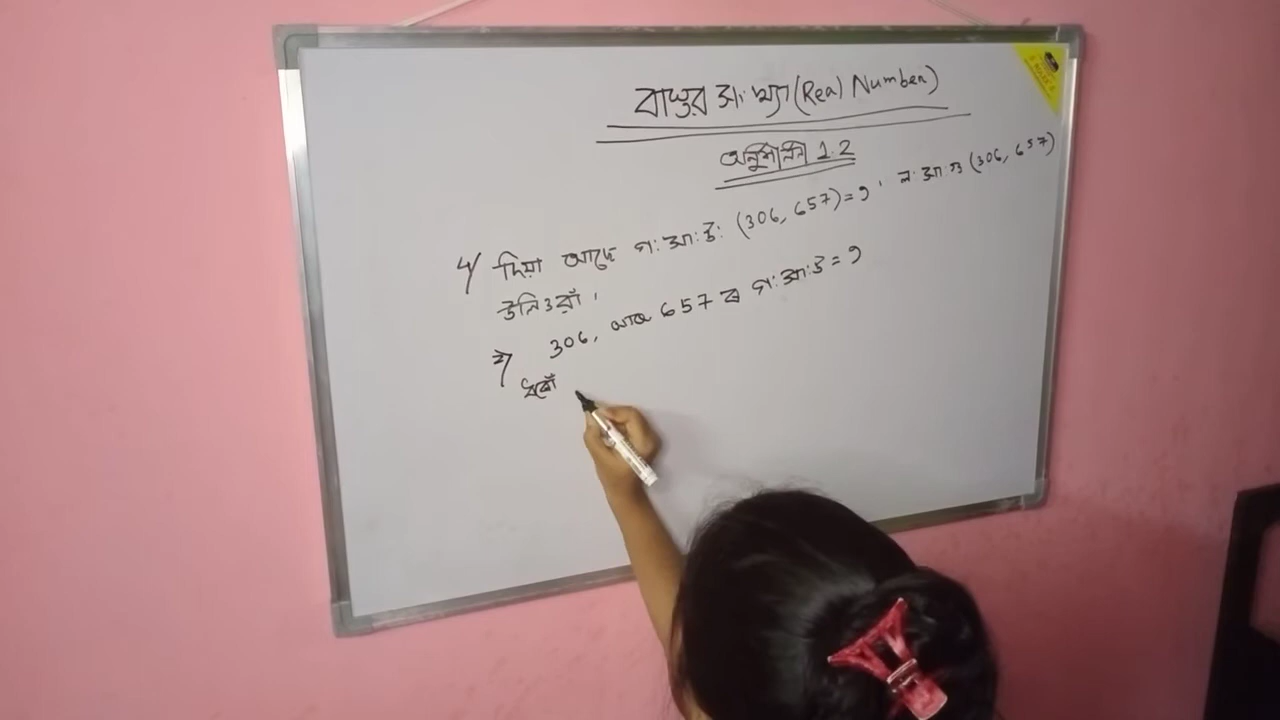 বাস্তৱ সংখ্যা (Real Number)
অনুশীলনী 1.2
4/ দিয়া আছে গ:সা:উ: (306, 657) = 9' ল:সা:গু (306, 657)
উলিওৱাঁ ।
⇒ 306, আৰু 657 ৰ গ:সা:উ = 9
ধৰোঁ